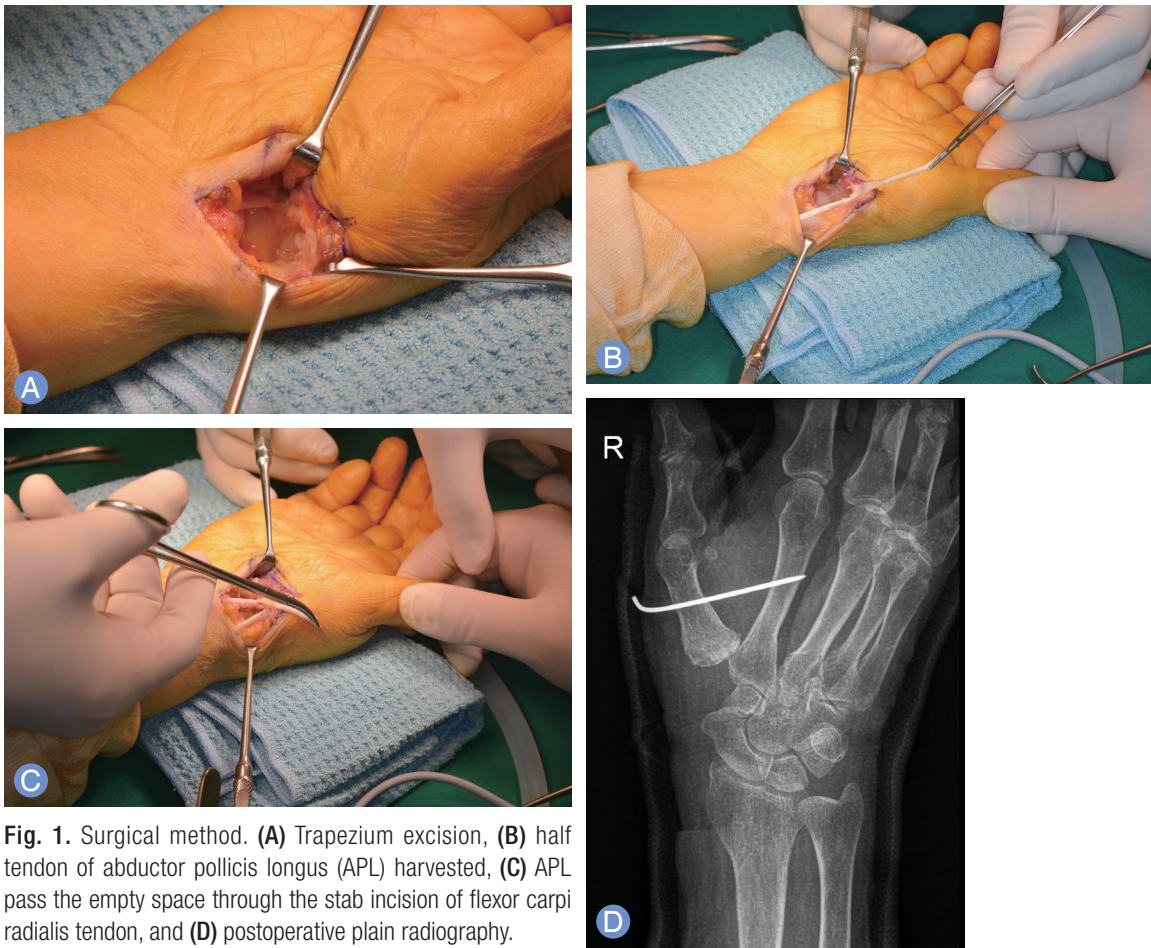 A
B
C
R
D
Fig. 1. Surgical method. (A) Trapezium excision, (B) half
tendon of abductor pollicis longus (APL) harvested, (C) APL
pass the empty space through the stab incision of flexor carpi
radialis tendon, and (D) postoperative plain radiography.